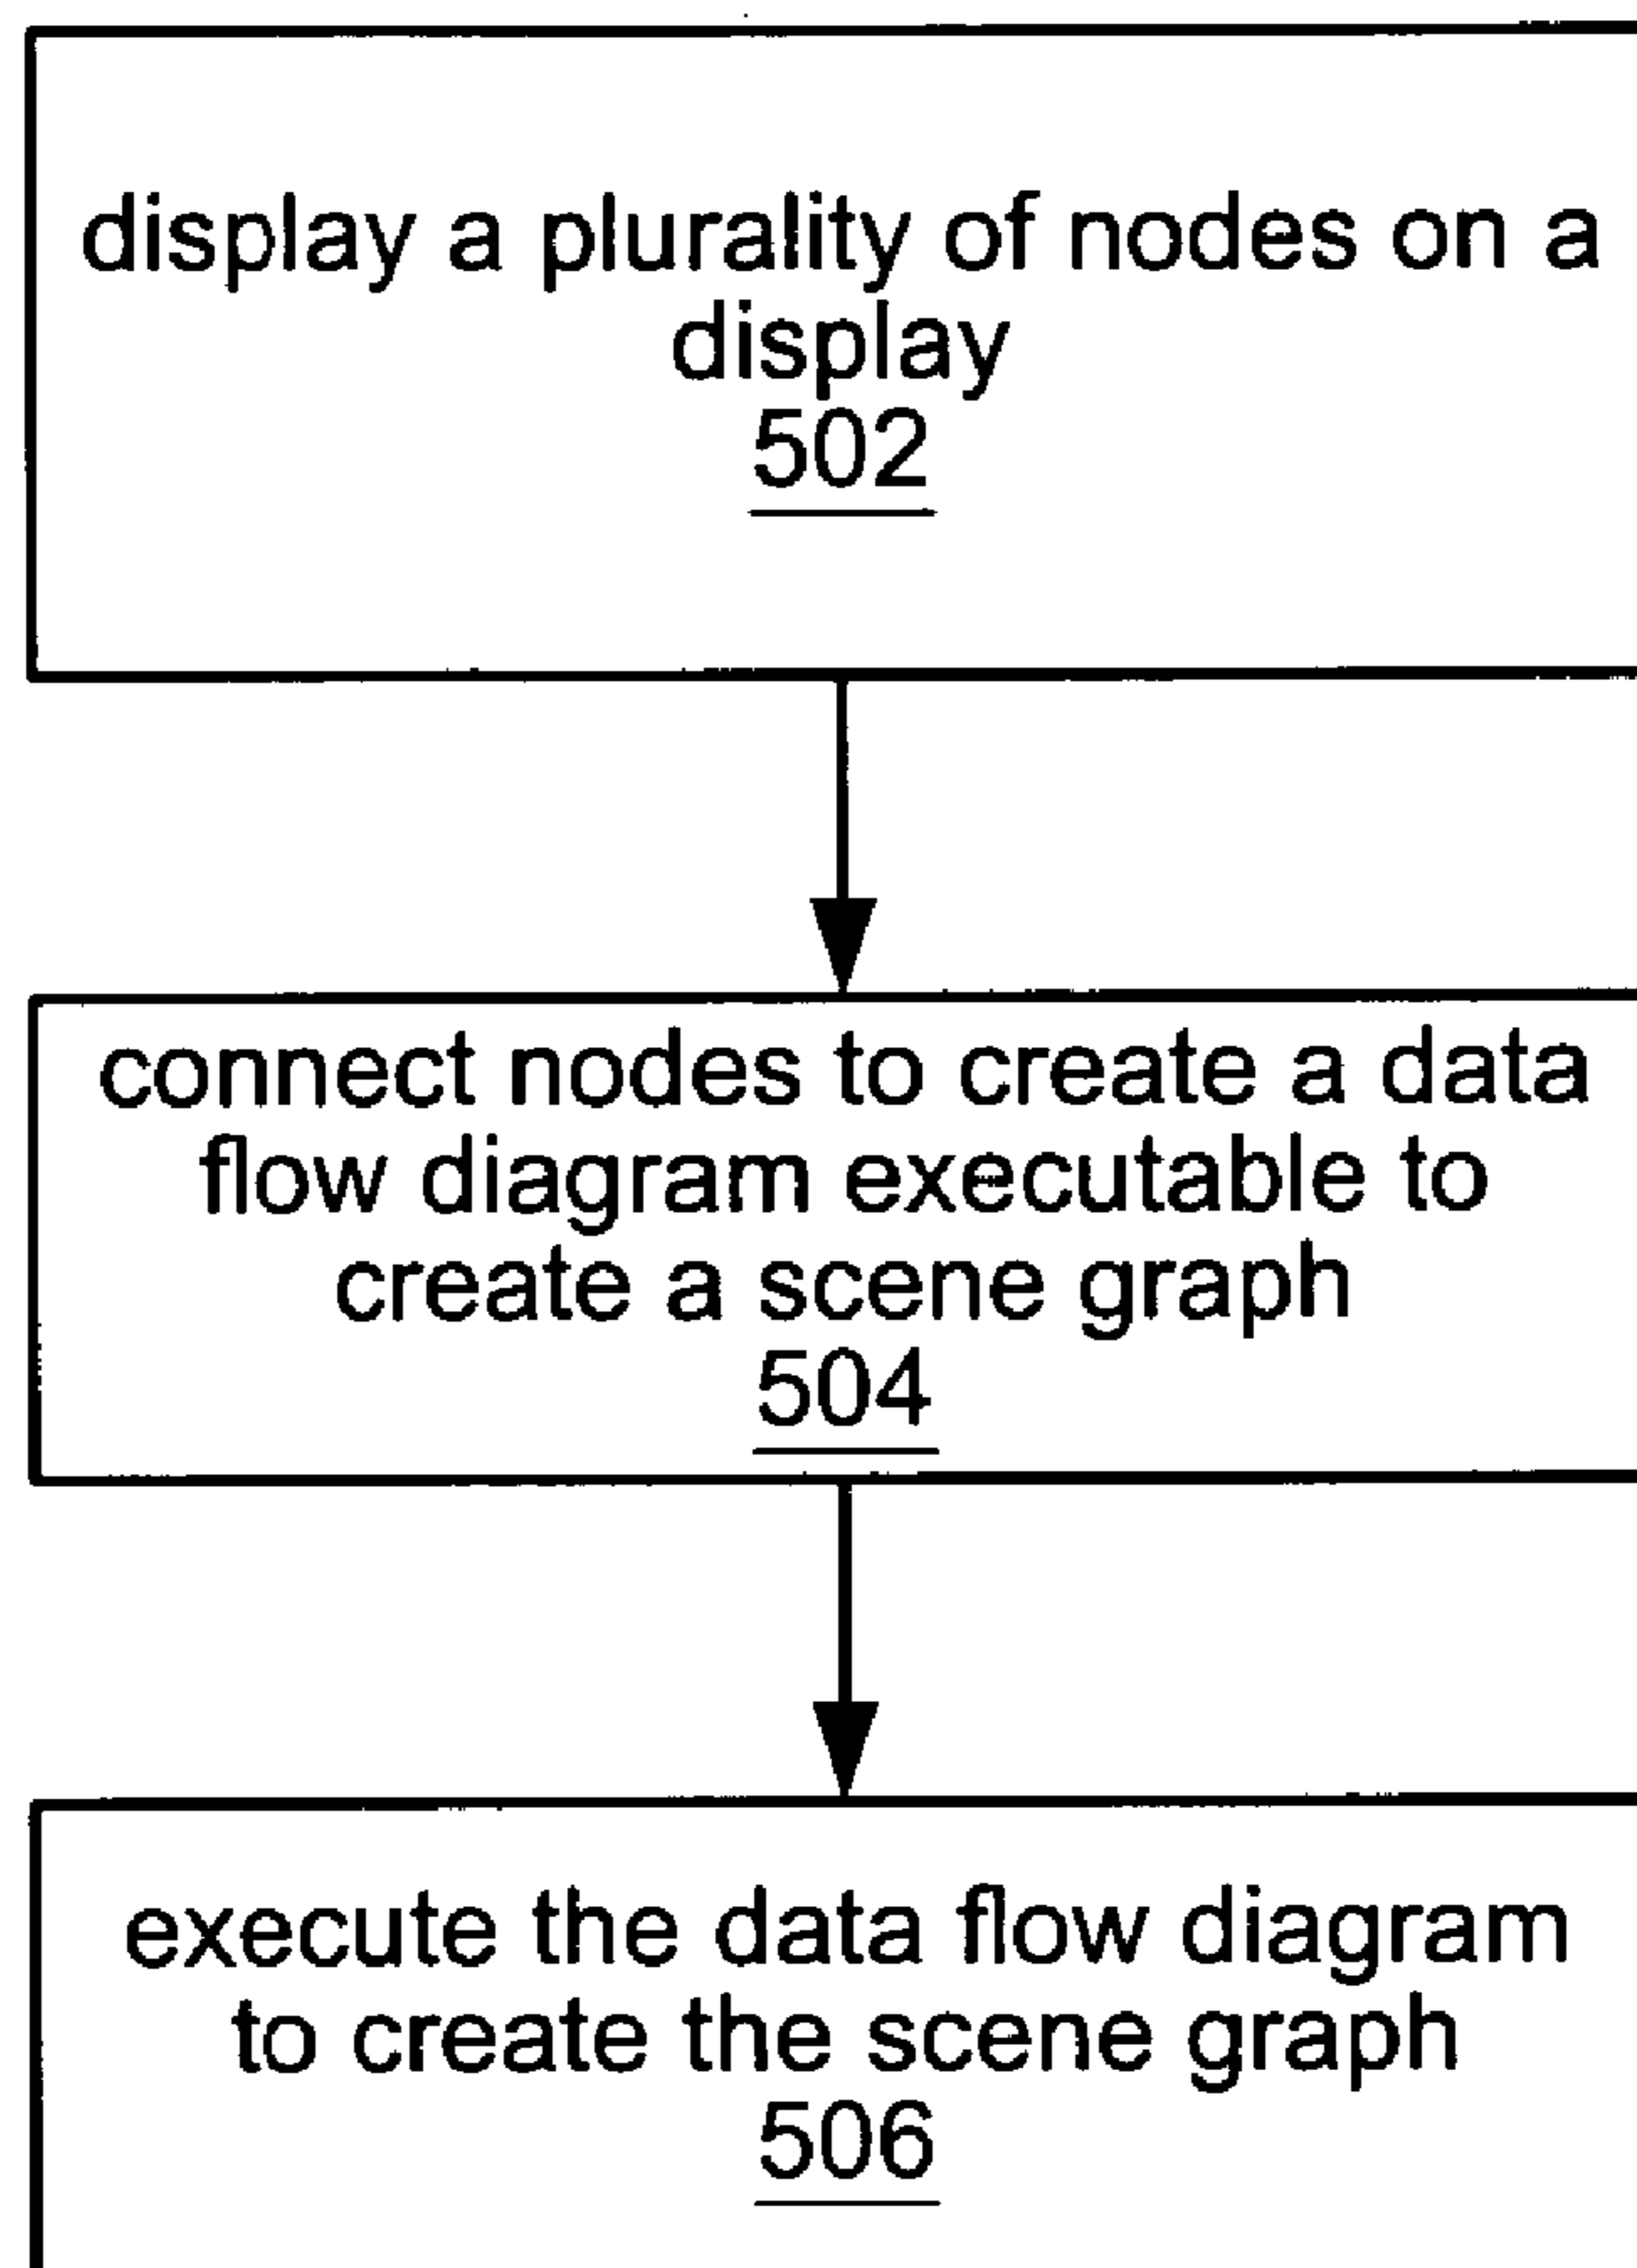 display a plurality of nodes on a
display
502
connect nodes to create a data
flow diagram executable to
create a scene graph
504
execute the data flow diagram
to create the scene graph
506